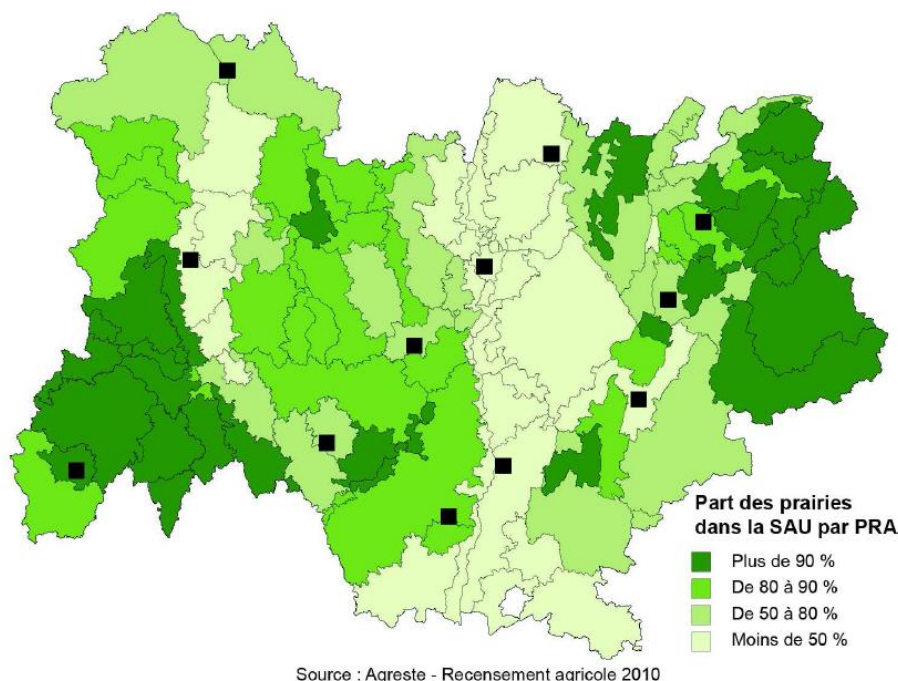 Part des prairies
dans la SAU par PRA
Plus de 90 %
De 80 à 90 %
De 50 à 80 %
Moins de 50 %
Source : Agreste - Recensement agricole 2010